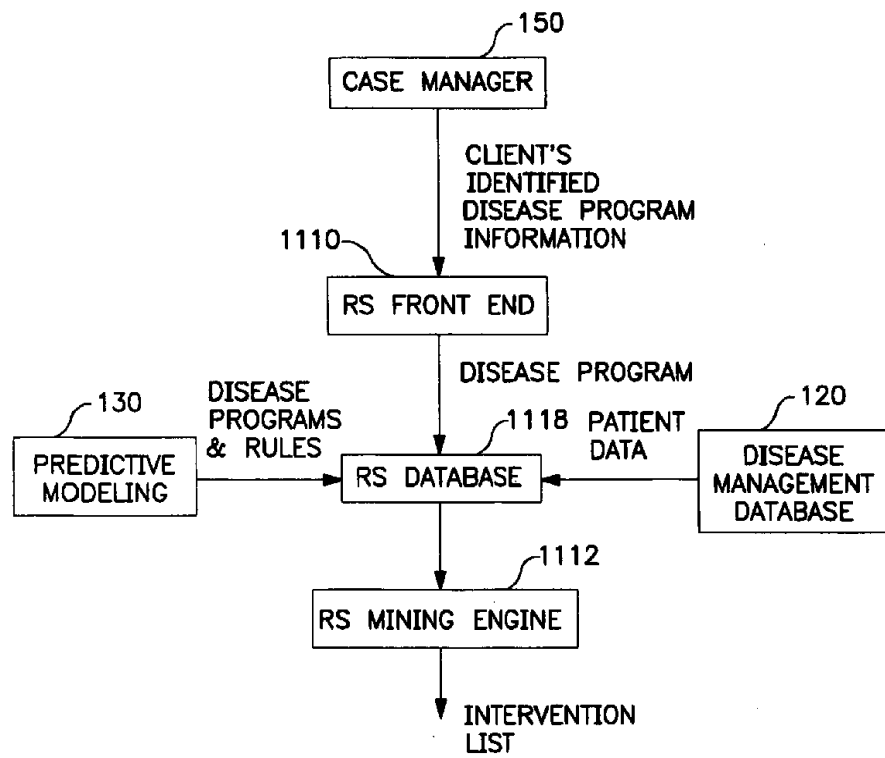 150
CASE MANAGER
CLIENT'S
IDENTIFIED
DISEASE PROGRAM
INFORMATION
1110
RS FRONT END
DISEASE PROGRAM
130
DISEASE
PROGRAMS
& RULES
1118
PATIENT
DATA
120
PREDICTIVE
MODELING
RS DATABASE
DISEASE
MANAGEMENT
DATABASE
1112
RS MINING ENGINE
INTERVENTION
LIST